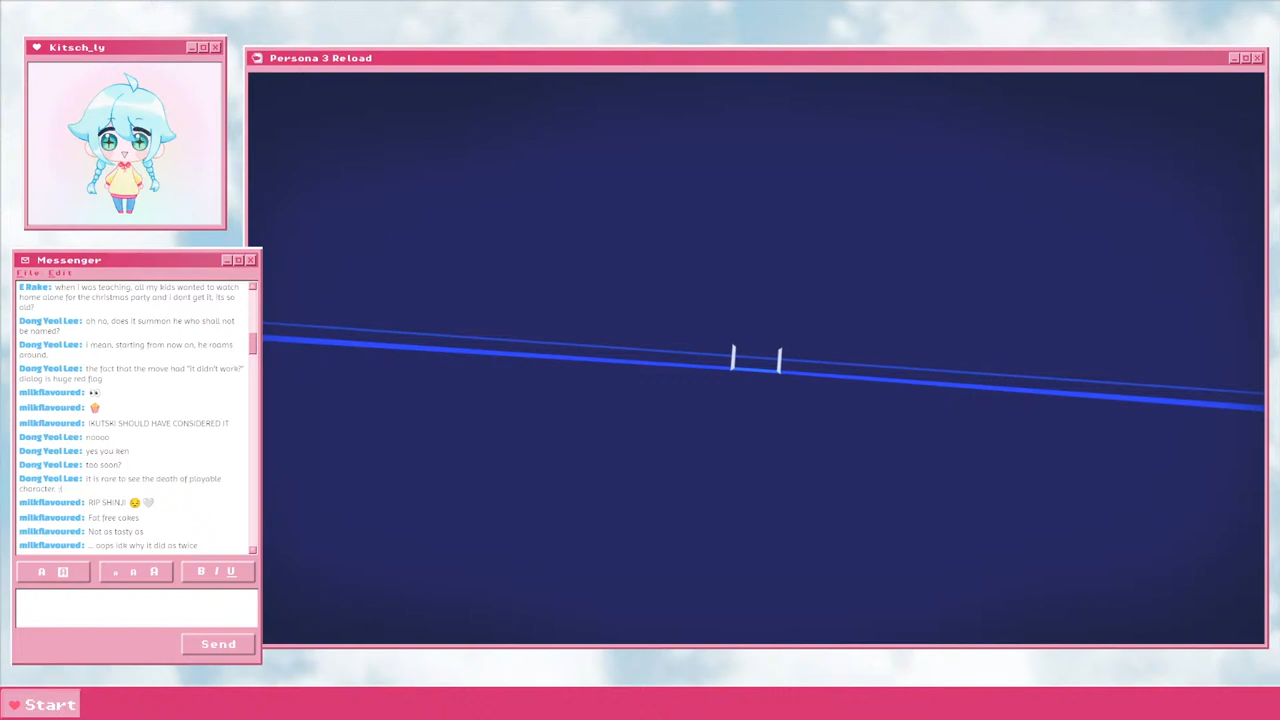 Kitsch_ly
Persona 3 Reload
Messenger
File Edit
E Rake: when i was teaching, all my kids wanted to watch
home alone for the christmas party and i dont get it, its so
old?
Dong Yeol Lee: oh no, does it summon he who shall not
be named?
Dong Yeol Lee: i mean, starting from now on, he roams
around.
Dong Yeol Lee: the fact that the move had "it didn't work?"
dialog is huge red flag
milkflavoured: 👀
milkflavoured: 🍿
milkflavoured: IKUTSKI SHOULD HAVE CONSIDERED IT
Dong Yeol Lee: noooo
Dong Yeol Lee: yes you ken
Dong Yeol Lee: too soon?
Dong Yeol Lee: it is rare to see the death of playable
character. :(
milkflavoured: RIP SHINJI 😔 🤍
milkflavoured: Fat free cakes
milkflavoured: Not as tasty as
milkflavoured: ... oops idk why it did as twice
A A
A A A
B I U
Send
Start